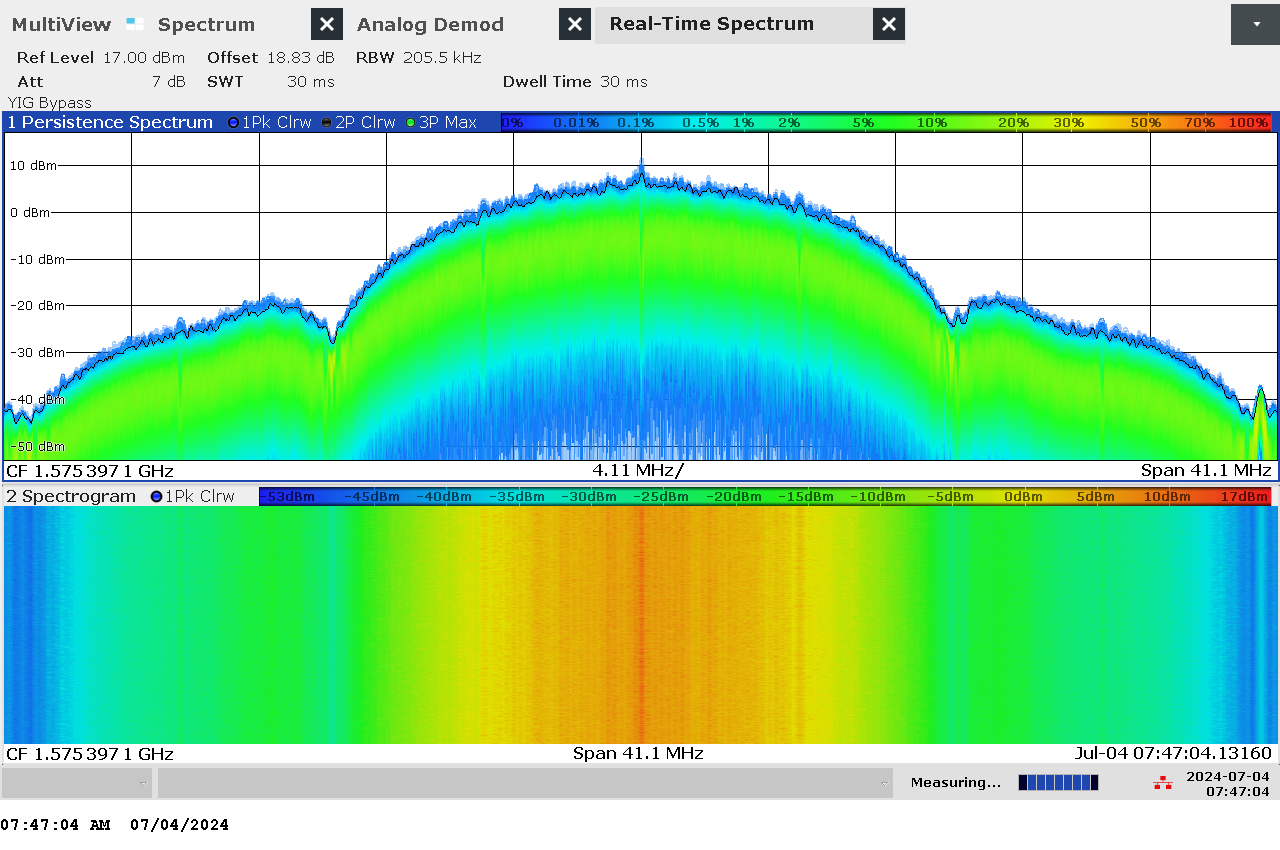 MultiView Spectrum Analog Demod Real-Time Spectrum
Ref Level 17.00 dBm Offset 18.83 dB RBW 205.5 kHz
Att 7 dB SWT 30 ms Dwell Time 30 ms
YIG Bypass
1 Persistence Spectrum 1Pk Clrw 2P Clrw 3P Max 0% 0.01% 0.1% 0.5% 1% 2% 5% 10% 20% 30% 50% 70% 100%
10 dBm
0 dBm
-10 dBm
-20 dBm
-30 dBm
-40 dBm
-50 dBm
CF 1.575 397 1 GHz 4.11 MHz/ Span 41.1 MHz
2 Spectrogram 1Pk Clrw -53dBm -45dBm -40dBm -35dBm -30dBm -25dBm -20dBm -15dBm -10dBm -5dBm 0dBm 5dBm 10dBm 17dBm
CF 1.575 397 1 GHz Span 41.1 MHz Jul-04 07:47:04.13160
Measuring... 2024-07-04
07:47:04
07:47:04 AM 07/04/2024